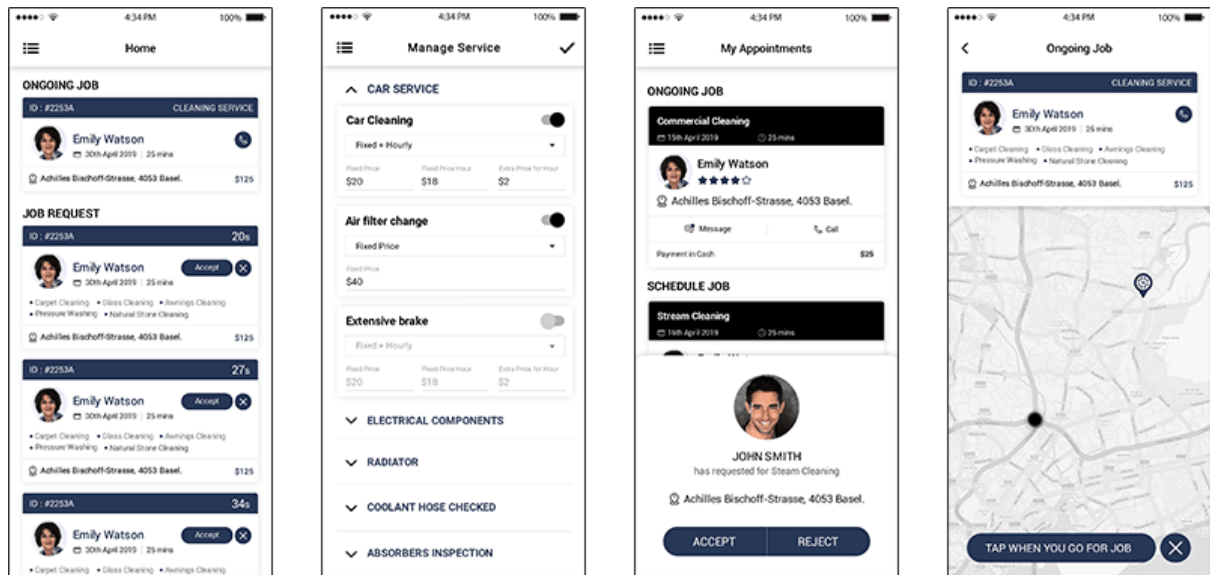 4:34 PM 100%
Home
ONGOING JOB
ID : #2253A CLEANING SERVICE
Emily Watson
30th April 2019 | 25 mins
Achilles Bischoff-Strasse, 4053 Basel. $125
JOB REQUEST
ID : #2253A 20s
Emily Watson Accept
30th April 2019 | 25 mins
• Carpet Cleaning • Glass Cleaning • Awnings Cleaning
• Pressure Washing • Natural Stone Cleaning
Achilles Bischoff-Strasse, 4053 Basel. $125
ID : #2253A 27s
Emily Watson Accept
30th April 2019 | 25 mins
• Carpet Cleaning • Glass Cleaning • Awnings Cleaning
• Pressure Washing • Natural Stone Cleaning
Achilles Bischoff-Strasse, 4053 Basel. $125
ID : #2253A 34s
Emily Watson Accept
30th April 2019 | 25 mins
• Carpet Cleaning • Glass Cleaning • Awnings Cleaning
4:34 PM 100%
Manage Service
CAR SERVICE
Car Cleaning
Fixed + Hourly
Fixed Price Fixed Price Hour Extra Price for Hour
$20 $18 $2
Air filter change
Fixed Price
Fixed Price
$40
Extensive brake
Fixed + Hourly
Fixed Price Fixed Price Hour Extra Price for Hour
$20 $18 $2
ELECTRICAL COMPONENTS
RADIATOR
COOLANT HOSE CHECKED
ABSORBERS INSPECTION
4:34 PM 100%
My Appointments
ONGOING JOB
Commercial Cleaning
15th April 2019 25 mins
Emily Watson
Achilles Bischoff-Strasse, 4053 Basel.
Message Call
Payment in Cash $25
SCHEDULE JOB
Stream Cleaning
16th April 2019 25 mins
JOHN SMITH
has requested for Steam Cleaning
Achilles Bischoff-Strasse, 4053 Basel.
ACCEPT REJECT
4:34 PM 100%
Ongoing Job
ID : #2253A CLEANING SERVICE
Emily Watson
30th April 2019 | 25 mins
• Carpet Cleaning • Glass Cleaning • Awnings Cleaning
• Pressure Washing • Natural Stone Cleaning
Achilles Bischoff-Strasse, 4053 Basel. $125
TAP WHEN YOU GO FOR JOB